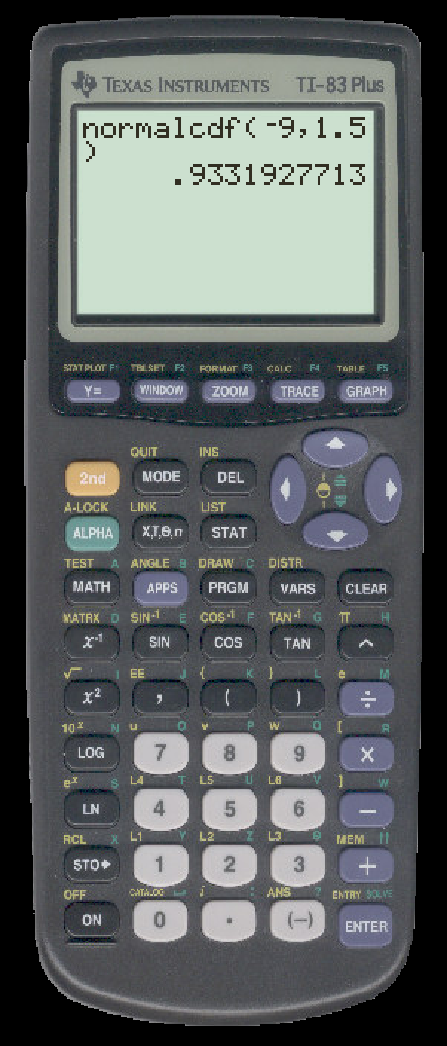 TEXAS INSTRUMENTS TI-83 Plus
normalcdf(-9,1.5
)
.9331927713
STAT PLOT F1 TBLSET F2 FORMAT F3 CALC F4 TABLE F5
Y= WINDOW ZOOM TRACE GRAPH
QUIT INS
2nd MODE DEL
A-LOCK LINK LIST
ALPHA X,T,Θ,n STAT
TEST A ANGLE B DRAW C DISTR
MATH APPS PRGM VARS CLEAR
MATRX D SIN⁻¹ E COS⁻¹ F TAN⁻¹ G π H
x⁻¹ SIN COS TAN ^
√ I EE J { K } L e M
x² , ( ) ÷
10ˣ N u O v P w Q [ R
LOG 7 8 9 ×
eˣ S L4 T L5 U L6 V ] W
LN 4 5 6 −
RCL X L1 Y L2 Z L3 θ MEM "
STO▸ 1 2 3 +
OFF CATALOG i : ANS ? ENTRY SOLVE
ON 0 . (−) ENTER